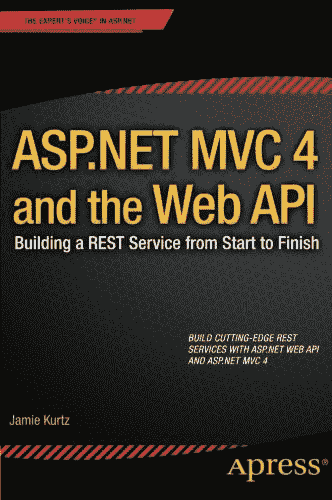 THE EXPERT'S VOICE® IN ASP.NET
ASP.NET MVC 4
and the Web API
Building a REST Service from Start to Finish
BUILD CUTTING-EDGE REST
SERVICES WITH ASP.NET WEB API
AND ASP.NET MVC 4
Jamie Kurtz
Apress®